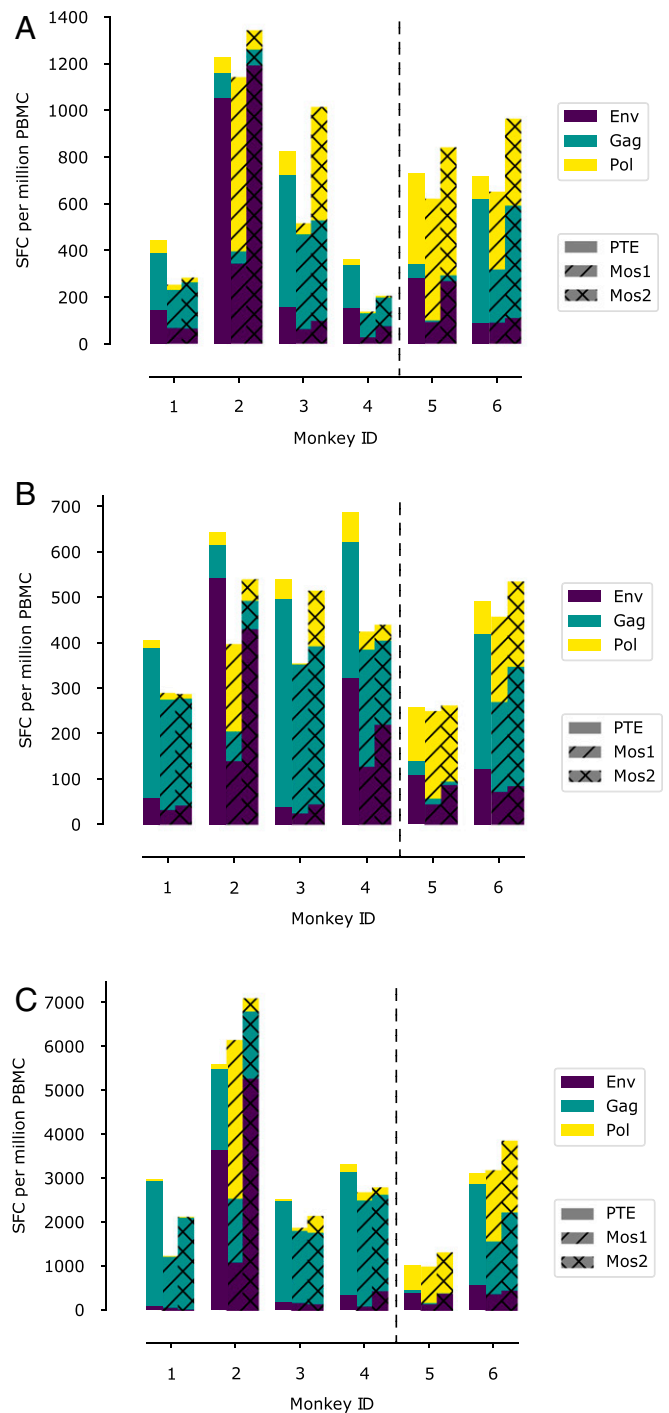 A
SFC per million PBMC
1400
1200
1000
800
600
400
200
0
1 2 3 4 5 6
Monkey ID
Env
Gag
Pol
PTE
Mos1
Mos2
B
SFC per million PBMC
700
600
500
400
300
200
100
0
1 2 3 4 5 6
Monkey ID
Env
Gag
Pol
PTE
Mos1
Mos2
C
SFC per million PBMC
7000
6000
5000
4000
3000
2000
1000
0
1 2 3 4 5 6
Monkey ID
Env
Gag
Pol
PTE
Mos1
Mos2